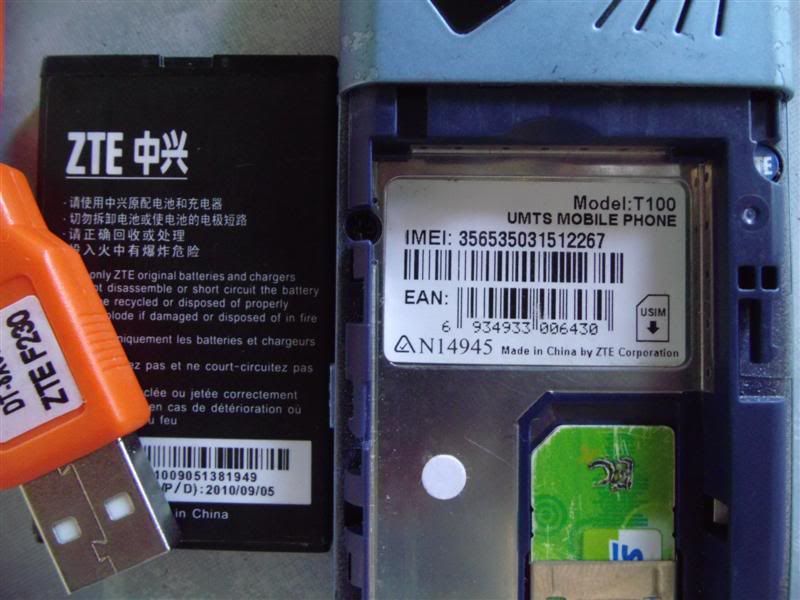 ZTE中兴
·请使用中兴原配电池和充电器
·切勿拆卸电池或使电池的电极短路
·请正确回收或处理
投入火中有爆炸危险
only ZTE original batteries and chargers
not disassemble or short circuit the battery
be recycled or disposed of properly
plode if damaged or disposed of in fire
niquement les batteries et chargeurs
ez pas et ne court-circuitez pas
clée ou jetée correctement
en cas de détérioration où
u feu
1009051381949
(P/D):2010/09/05
in China
ZTE F230
Model:T100
UMTS MOBILE PHONE
IMEI: 356535031512267
EAN:
6 934933 006430
USIM
N14945 Made in China by ZTE Corporation